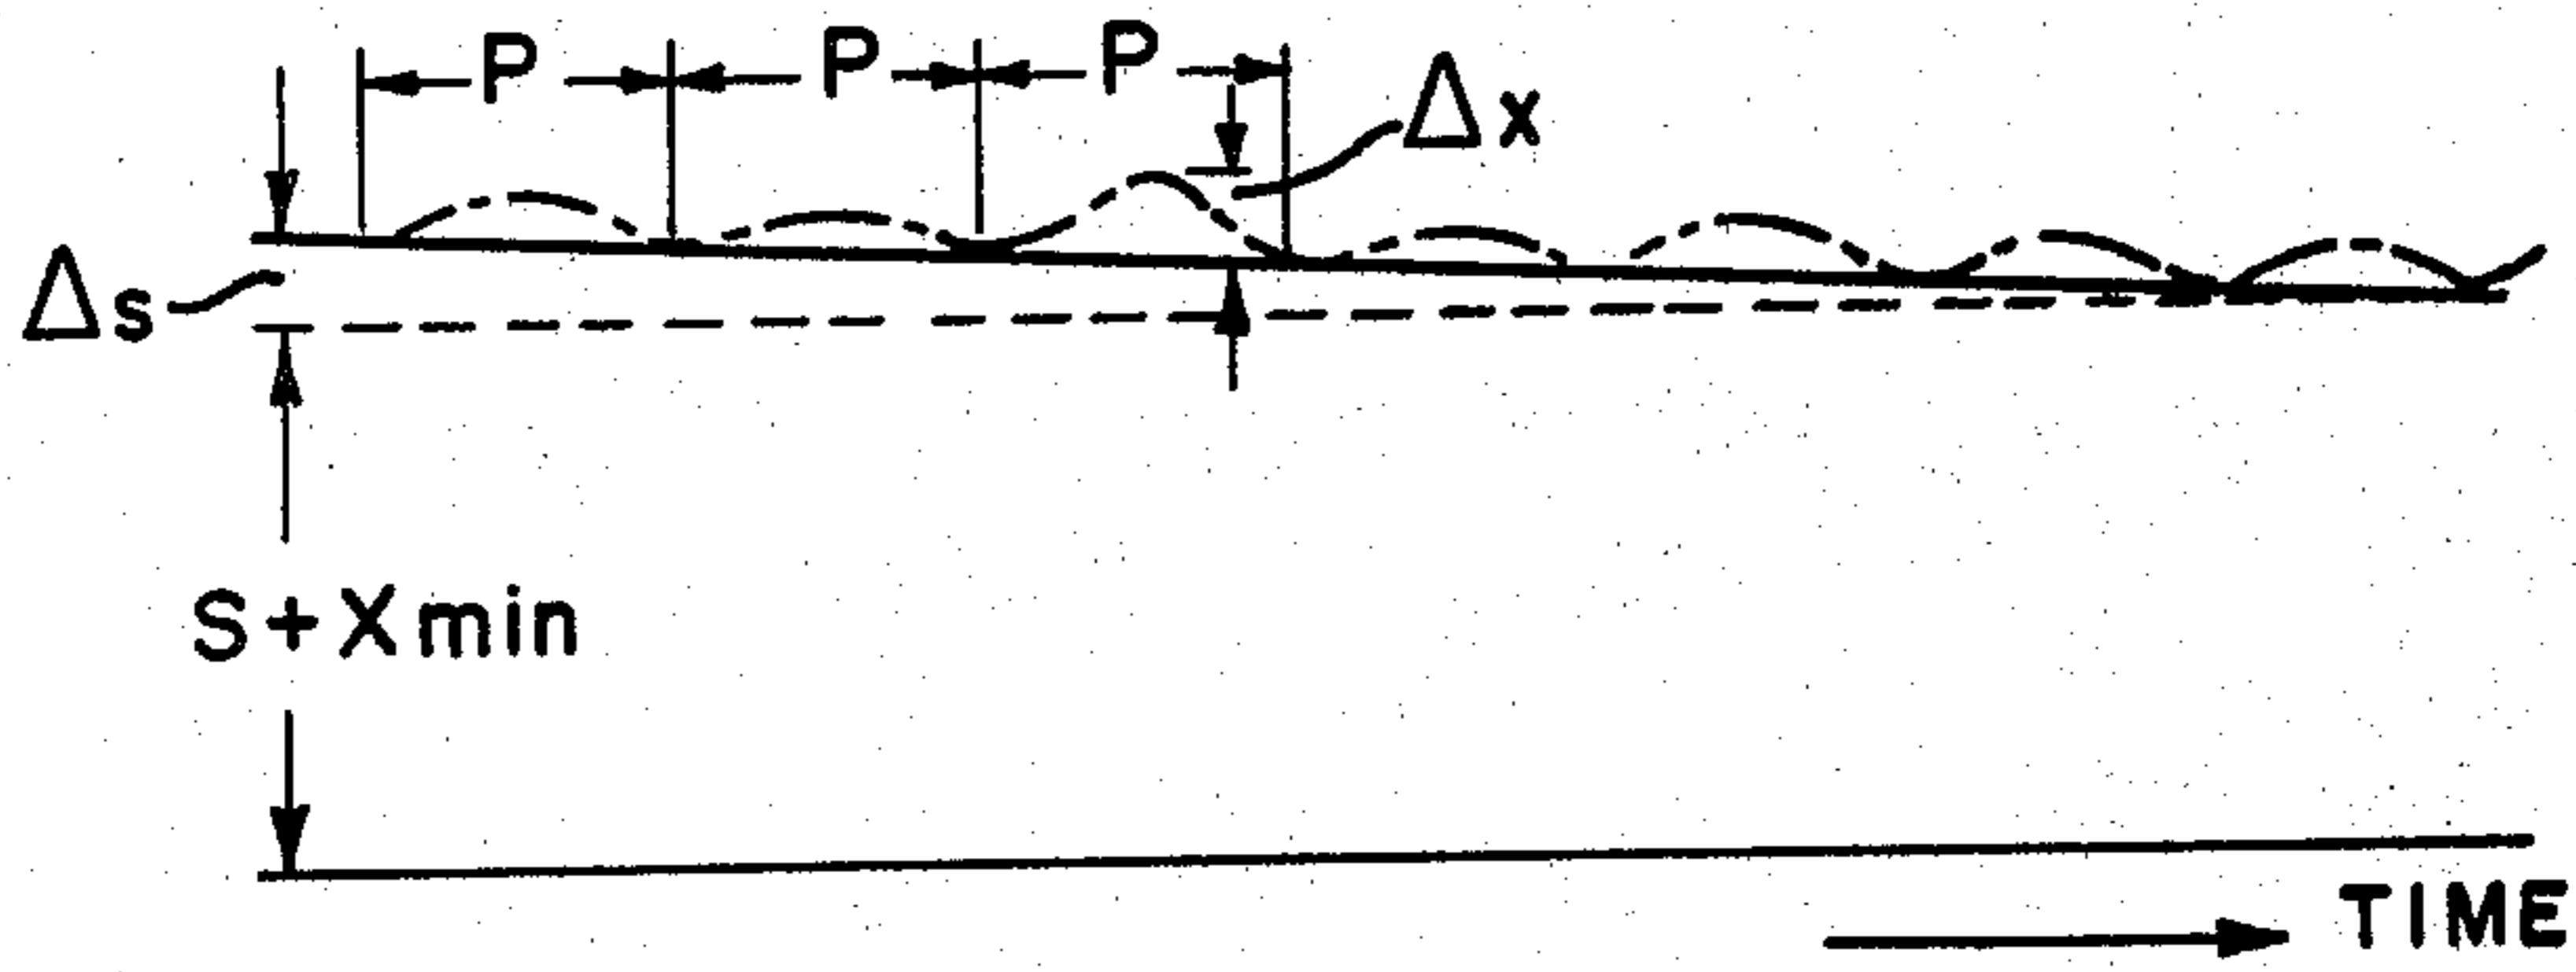 P P P
Δx
Δs
S+Xmin
TIME